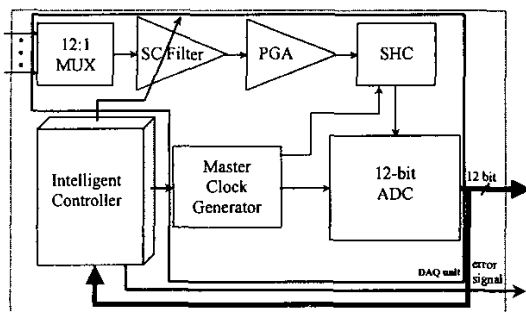 12:1
MUX
SC Filter
PGA
SHC
Intelligent
Controller
Master
Clock
Generator
12-bit
ADC
12 bit
DAQ unit
error
signal